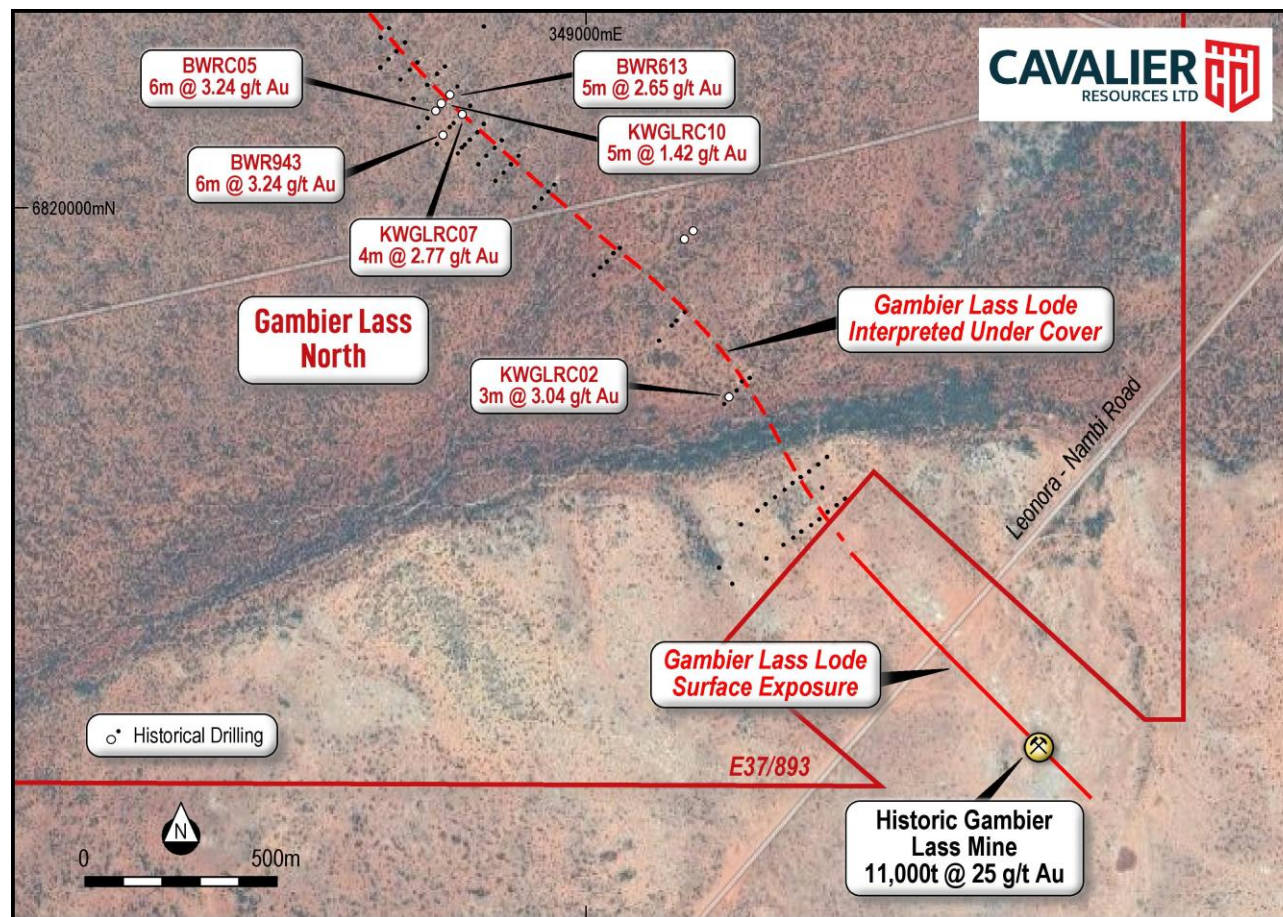 349000mE
CAVALIER
RESOURCES LTD
BWRC05
6m @ 3.24 g/t Au
BWR613
5m @ 2.65 g/t Au
KWGLRC10
5m @ 1.42 g/t Au
BWR943
6m @ 3.24 g/t Au
6820000mN
KWGLRC07
4m @ 2.77 g/t Au
Gambier Lass
North
Gambier Lass Lode
Interpreted Under Cover
KWGLRC02
3m @ 3.04 g/t Au
Leonora - Nambi Road
Gambier Lass Lode
Surface Exposure
Historical Drilling
E37/893
Historic Gambier
Lass Mine
11,000t @ 25 g/t Au
N
0 500m